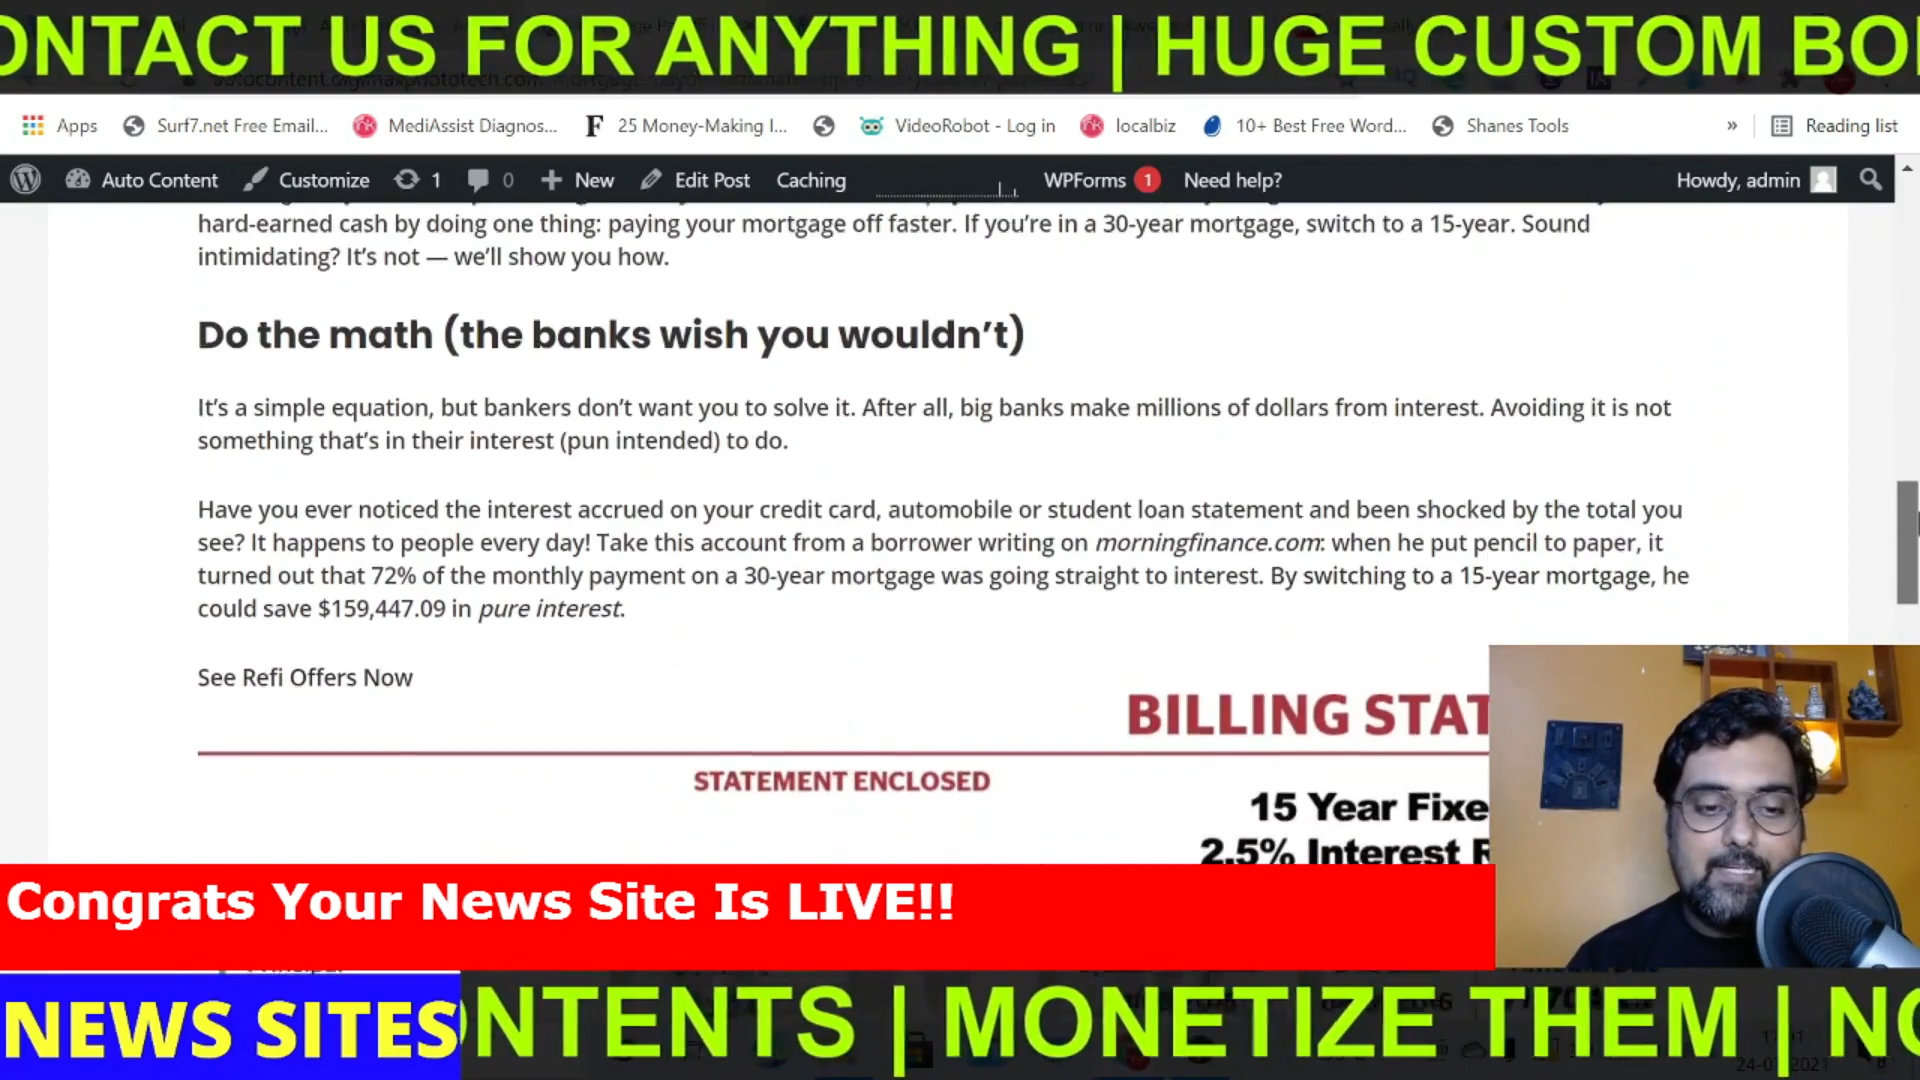 ONTACT US FOR ANYTHING | HUGE CUSTOM BO
Apps Surf7.net Free Email... MediAssist Diagnos... 25 Money-Making I... VideoRobot - Log in localbiz 10+ Best Free Word... Shanes Tools » Reading list
Auto Content Customize 1 0 New Edit Post Caching WPForms 1 Need help? Howdy, admin
hard-earned cash by doing one thing: paying your mortgage off faster. If you’re in a 30-year mortgage, switch to a 15-year. Sound
intimidating? It’s not — we’ll show you how.
Do the math (the banks wish you wouldn’t)
It’s a simple equation, but bankers don’t want you to solve it. After all, big banks make millions of dollars from interest. Avoiding it is not
something that’s in their interest (pun intended) to do.
Have you ever noticed the interest accrued on your credit card, automobile or student loan statement and been shocked by the total you
see? It happens to people every day! Take this account from a borrower writing on morningfinance.com: when he put pencil to paper, it
turned out that 72% of the monthly payment on a 30-year mortgage was going straight to interest. By switching to a 15-year mortgage, he
could save $159,447.09 in pure interest.
See Refi Offers Now
BILLING STAT
STATEMENT ENCLOSED
15 Year Fixe
2.5% Interest R
Congrats Your News Site Is LIVE!!
NEWS SITES
NTENTS | MONETIZE THEM | NO